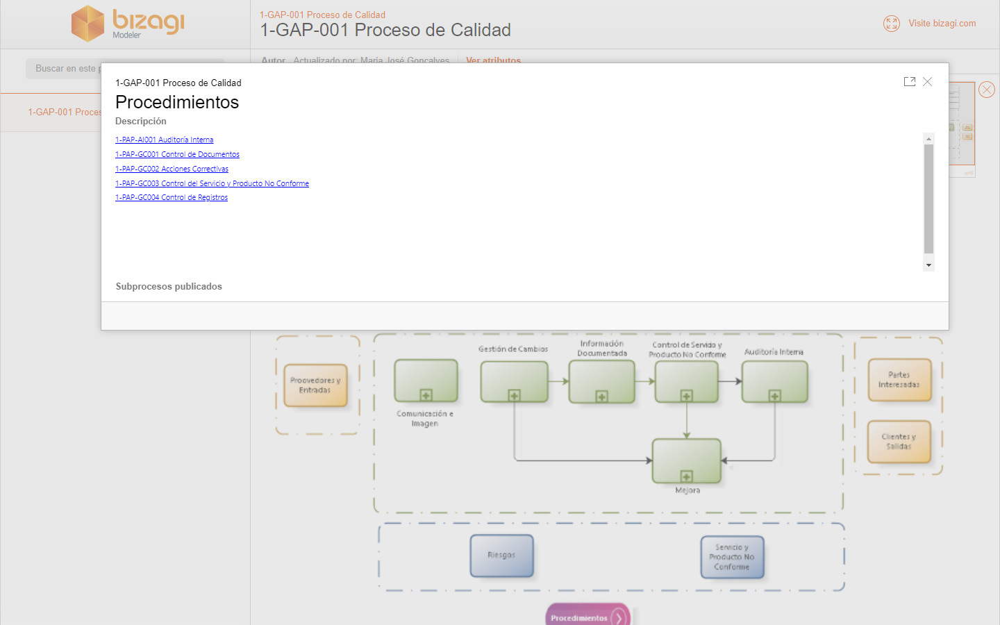 bizagi
Modeler
1-GAP-001 Proceso de Calidad
1-GAP-001 Proceso de Calidad
Visite bizagi.com
Autor Actualizado por: Maria José Goncalves Ver atributos
Buscar en este p
1-GAP-001 Proces
1-GAP-001 Proceso de Calidad
Procedimientos
Descripción
1-PAP-AI001 Auditoría Interna
1-PAP-GC001 Control de Documentos
1-PAP-GC002 Acciones Correctivas
1-PAP-GC003 Control del Servicio y Producto No Conforme
1-PAP-GC004 Control de Registros
Subprocesos publicados
Proovedores y
Entradas
Gestión de Cambios
Información
Documentada
Control de Servicio y
Producto No Conforme
Auditoría Interna
Comunicación e
Imagen
Mejora
Partes
Interesadas
Clientes y
Salidas
Riesgos
Servicio y
Producto No
Conforme
Procedimientos